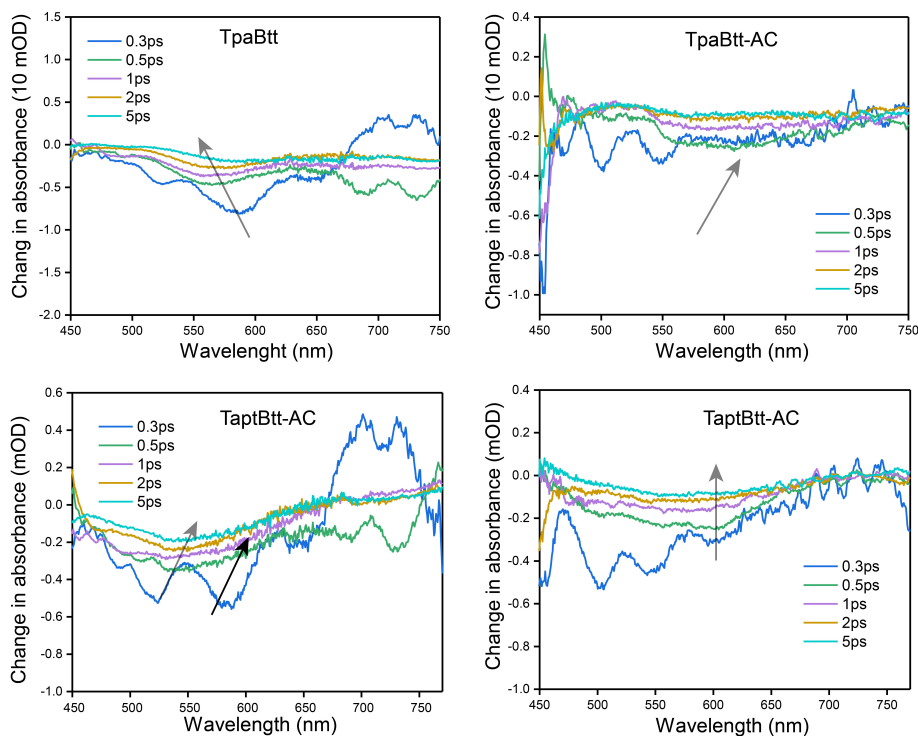 TpaBtt
0.3ps
0.5ps
1ps
2ps
5ps
1.5
1.0
0.5
0.0
-0.5
-1.0
-1.5
-2.0
450 500 550 600 650 700 750
Chang in absorbance (10 mOD)
Wavelenght (nm)
TpaBtt-AC
0.3ps
0.5ps
1ps
2ps
5ps
0.4
0.2
0.0
-0.2
-0.4
-0.6
-0.8
-1.0
450 500 550 600 650 700 750
Change in absorbance (10 mOD)
Wavelength (nm)
TaptBtt-AC
0.3ps
0.5ps
1ps
2ps
5ps
0.6
0.4
0.2
0.0
-0.2
-0.4
-0.6
-0.8
-1.0
450 500 550 600 650 700 750
Change in absorbance (mOD)
Wavelength (nm)
TaptBtt-AC
0.3ps
0.5ps
1ps
2ps
5ps
0.4
0.2
0.0
-0.2
-0.4
-0.6
-0.8
-1.0
450 500 550 600 650 700 750
Change in absorbance (mOD)
Wavelength (nm)